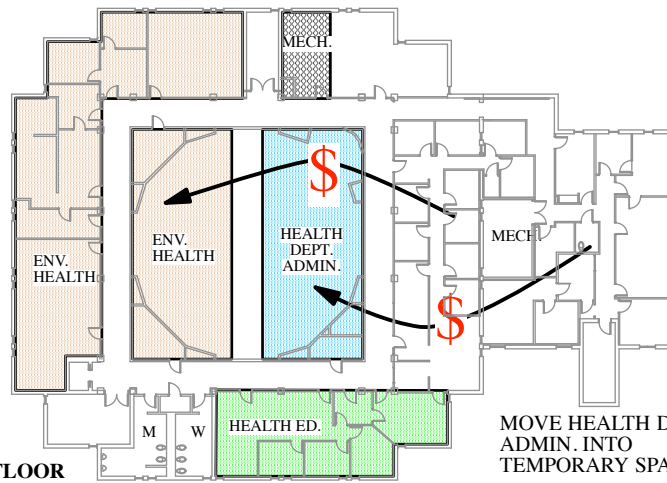 MECH.
$
ENV.
HEALTH
HEALTH
DEPT.
ADMIN.
MECH.
ENV.
HEALTH
$
M
W
HEALTH ED.
MOVE HEALTH D
ADMIN. INTO
TEMPORARY SPA
FLOOR